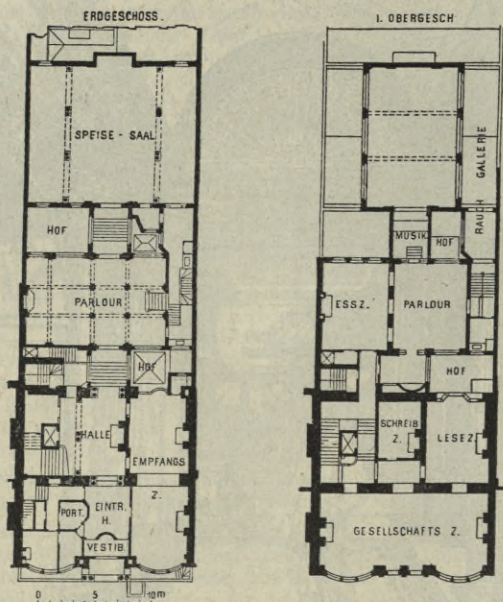 ERDGESCHOSS.
SPEISE - SAAL
HOF
PARLOUR
HOF
HALLE
EMPFANGS
Z.
PORT.
EINTR.
H.
VESTIB.
0 5 10m
I. OBERGESCH
RAUCH GALLERIE
MUSIK
HOF
ESSZ.
PARLOUR
HOF
SCHREIB
Z.
LESEZ.
GESELLSCHAFTS Z.